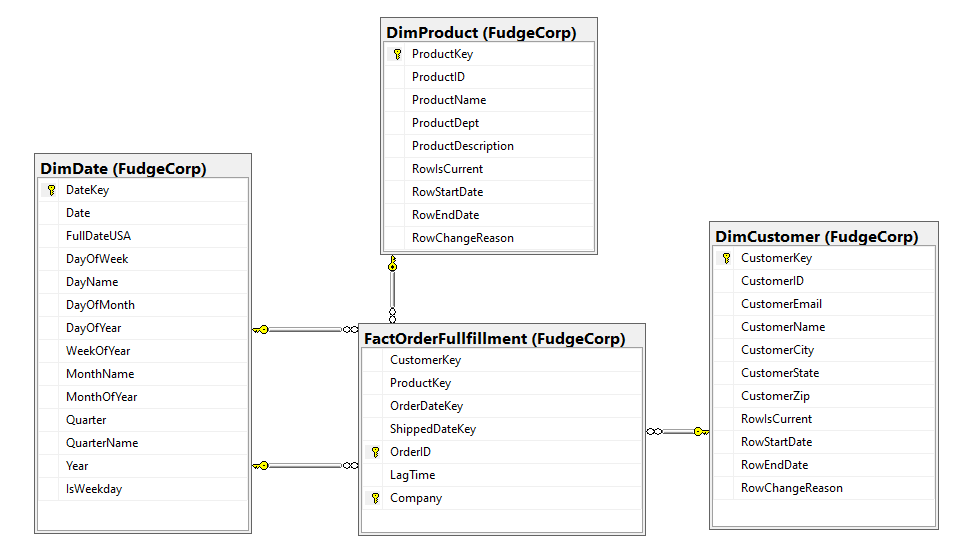 DimProduct (FudgeCorp)
ProductKey
ProductID
ProductName
ProductDept
ProductDescription
RowIsCurrent
RowStartDate
RowEndDate
RowChangeReason
DimDate (FudgeCorp)
DateKey
Date
FullDateUSA
DayOfWeek
DayName
DayOfMonth
DayOfYear
WeekOfYear
MonthName
MonthOfYear
Quarter
QuarterName
Year
IsWeekday
FactOrderFullfillment (FudgeCorp)
CustomerKey
ProductKey
OrderDateKey
ShippedDateKey
OrderID
LagTime
Company
DimCustomer (FudgeCorp)
CustomerKey
CustomerID
CustomerEmail
CustomerName
CustomerCity
CustomerState
CustomerZip
RowIsCurrent
RowStartDate
RowEndDate
RowChangeReason